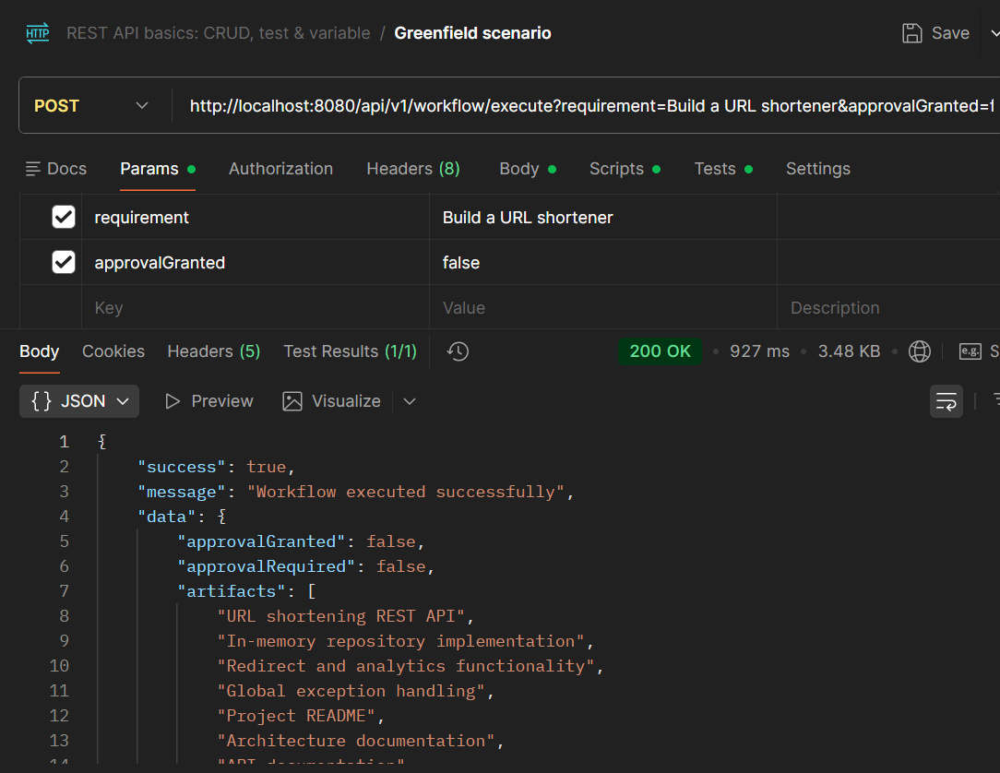 HTTP REST API basics: CRUD, test & variable / Greenfield scenario Save
POST http://localhost:8080/api/v1/workflow/execute?requirement=Build a URL shortener&approvalGranted=
Docs Params Authorization Headers (8) Body Scripts Tests Settings
requirement Build a URL shortener
approvalGranted false
Key Value Description
Body Cookies Headers (5) Test Results (1/1) 200 OK 927 ms 3.48 KB e.g. S
{} JSON Preview Visualize
1 {
2 "success": true,
3 "message": "Workflow executed successfully",
4 "data": {
5 "approvalGranted": false,
6 "approvalRequired": false,
7 "artifacts": [
8 "URL shortening REST API",
9 "In-memory repository implementation",
10 "Redirect and analytics functionality",
11 "Global exception handling",
12 "Project README",
13 "Architecture documentation",
14 "API documentation"